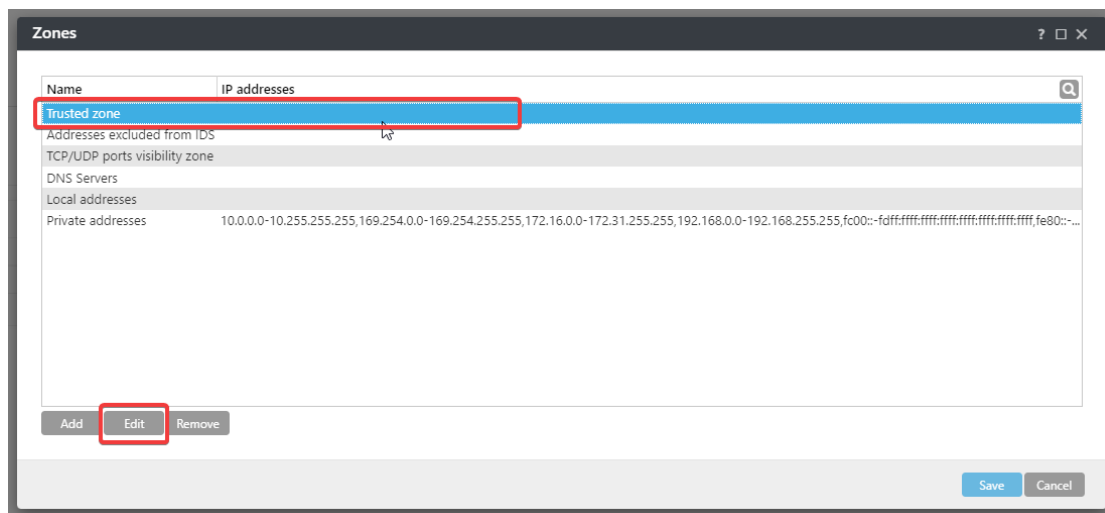 Zones
Name IP addresses
Trusted zone
Addresses excluded from IDS
TCP/UDP ports visibility zone
DNS Servers
Local addresses
Private addresses 10.0.0.0-10.255.255.255,169.254.0.0-169.254.255.255,172.16.0.0-172.31.255.255,192.168.0.0-192.168.255.255,fc00::-fdff:ffff:ffff:ffff:ffff:ffff:ffff:ffff,fe80::-...
Add Edit Remove
Save Cancel